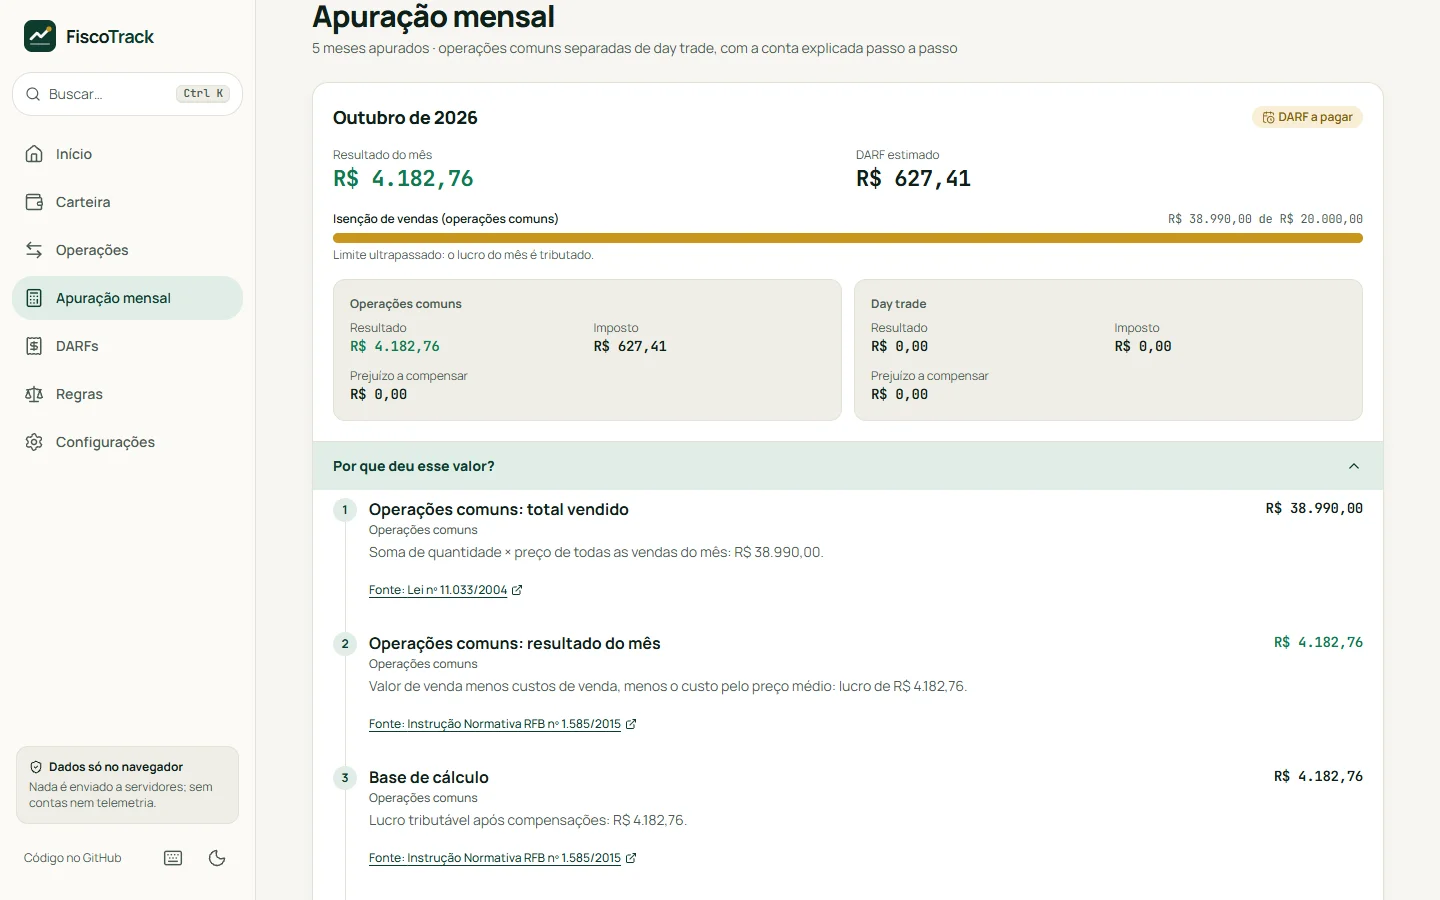 FiscoTrack
Buscar...
Ctrl K
Início
Carteira
Operações
Apuração mensal
DARFs
Regras
Configurações
Dados só no navegador
Nada é enviado a servidores; sem
contas nem telemetria.
Código no GitHub
Apuração mensal
5 meses apurados · operações comuns separadas de day trade, com a conta explicada passo a passo
Outubro de 2026
DARF a pagar
Resultado do mês
R$ 4.182,76
DARF estimado
R$ 627,41
Isenção de vendas (operações comuns)
R$ 38.990,00 de R$ 20.000,00
Limite ultrapassado: o lucro do mês é tributado.
Operações comuns
Resultado
R$ 4.182,76
Imposto
R$ 627,41
Prejuízo a compensar
R$ 0,00
Day trade
Resultado
R$ 0,00
Imposto
R$ 0,00
Prejuízo a compensar
R$ 0,00
Por que deu esse valor?
1
Operações comuns: total vendido
R$ 38.990,00
Operações comuns
Soma de quantidade × preço de todas as vendas do mês: R$ 38.990,00.
Fonte: Lei nº 11.033/2004
2
Operações comuns: resultado do mês
R$ 4.182,76
Operações comuns
Valor de venda menos custos de venda, menos o custo pelo preço médio: lucro de R$ 4.182,76.
Fonte: Instrução Normativa RFB nº 1.585/2015
3
Base de cálculo
R$ 4.182,76
Operações comuns
Lucro tributável após compensações: R$ 4.182,76.
Fonte: Instrução Normativa RFB nº 1.585/2015